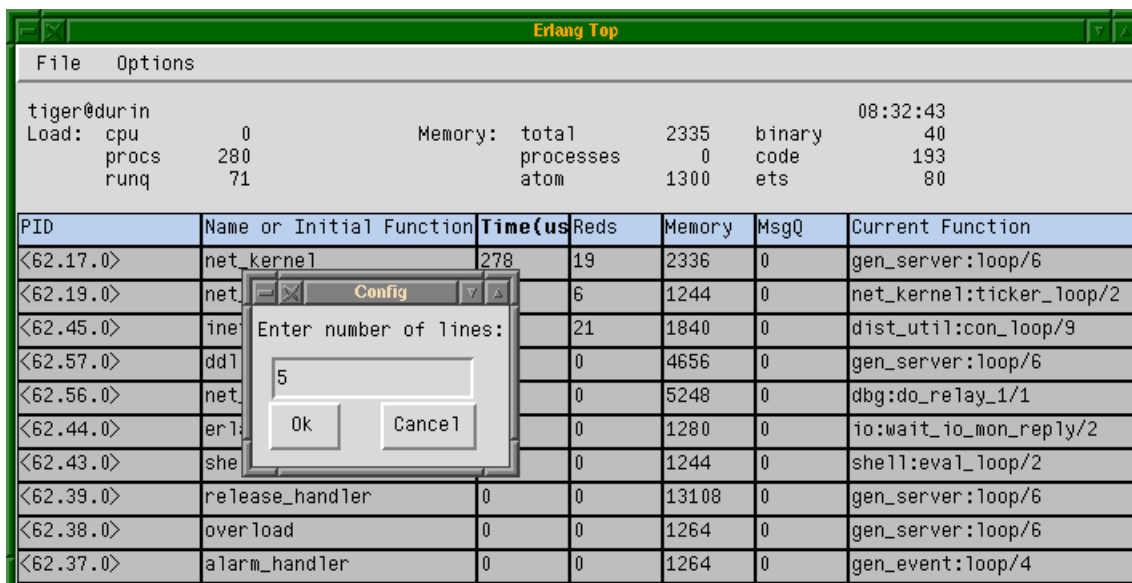 Erlang Top
File Options
tiger@durin 08:32:43
Load: cpu 0 Memory: total 2335 binary 40
procs 280 processes 0 code 193
runq 71 atom 1300 ets 80
PID Name or Initial Function Time(us Reds Memory MsgQ Current Function
<62.17.0> net_kernel 278 19 2336 0 gen_server:loop/6
<62.19.0> net_ 6 1244 0 net_kernel:ticker_loop/2
<62.45.0> ine 21 1840 0 dist_util:con_loop/9
<62.57.0> ddl 0 4656 0 gen_server:loop/6
<62.56.0> net_ 0 5248 0 dbg:do_relay_1/1
<62.44.0> erl 0 1280 0 io:wait_io_mon_reply/2
<62.43.0> she 0 1244 0 shell:eval_loop/2
<62.39.0> release_handler 0 0 13108 0 gen_server:loop/6
<62.38.0> overload 0 0 1264 0 gen_server:loop/6
<62.37.0> alarm_handler 0 0 1264 0 gen_event:loop/4
Config
Enter number of lines:
5
Ok Cancel